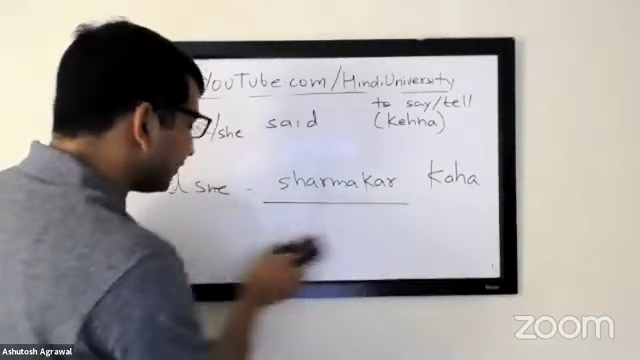 YouTube.com/HindiUniversity
to say/tell
/she said (Kehna)
she - sharmakar Kaha
zoom
Ashutosh Agrawal